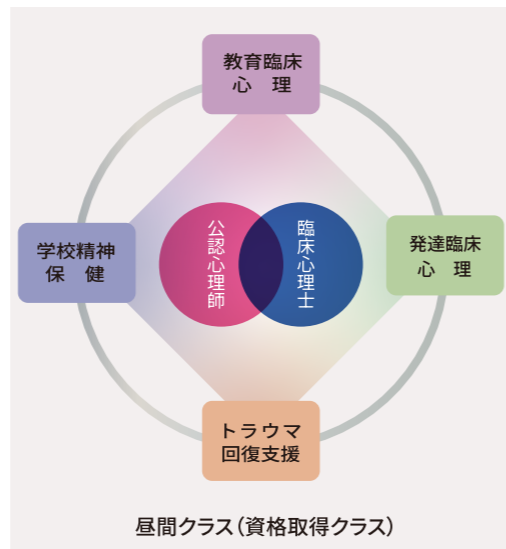 教育臨床
心　理
学校精神
保　健
公認心理師
臨床心理士
発達臨床
心　理
トラウマ
回復支援
昼間クラス（資格取得クラス）